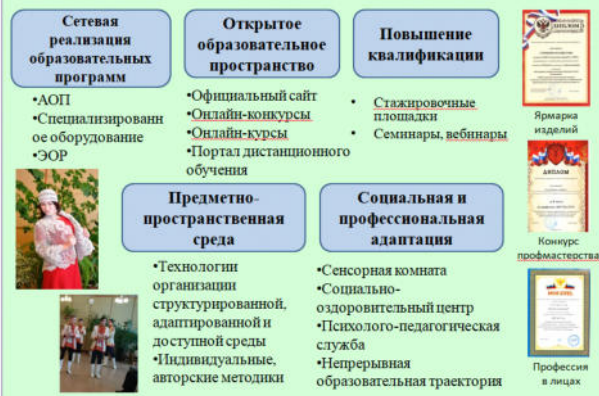 Сетевая
реализация
образовательных
программ
•АОП
•Специализированн
ое оборудование
•ЭОР
Открытое
образовательное
пространство
•Официальный сайт
•Онлайн-конкурсы
•Онлайн-курсы
•Портал дистанционного
обучения
Повышение
квалификации
• Стажировочные
площадки
• Семинары, вебинары
ДИПЛОМ
Ярмарка
изделий
ДИПЛОМ
Конкурс
профмастерства
Профессия
в лицах
Предметно-
пространственная
среда
•Технологии
организации
структурированной,
адаптированной и
доступной среды
•Индивидуальные,
авторские методики
Социальная и
профессиональная
адаптация
•Сенсорная комната
•Социально-
оздоровительный центр
•Психолого-педагогическая
служба
•Непрерывная
образовательная траектория